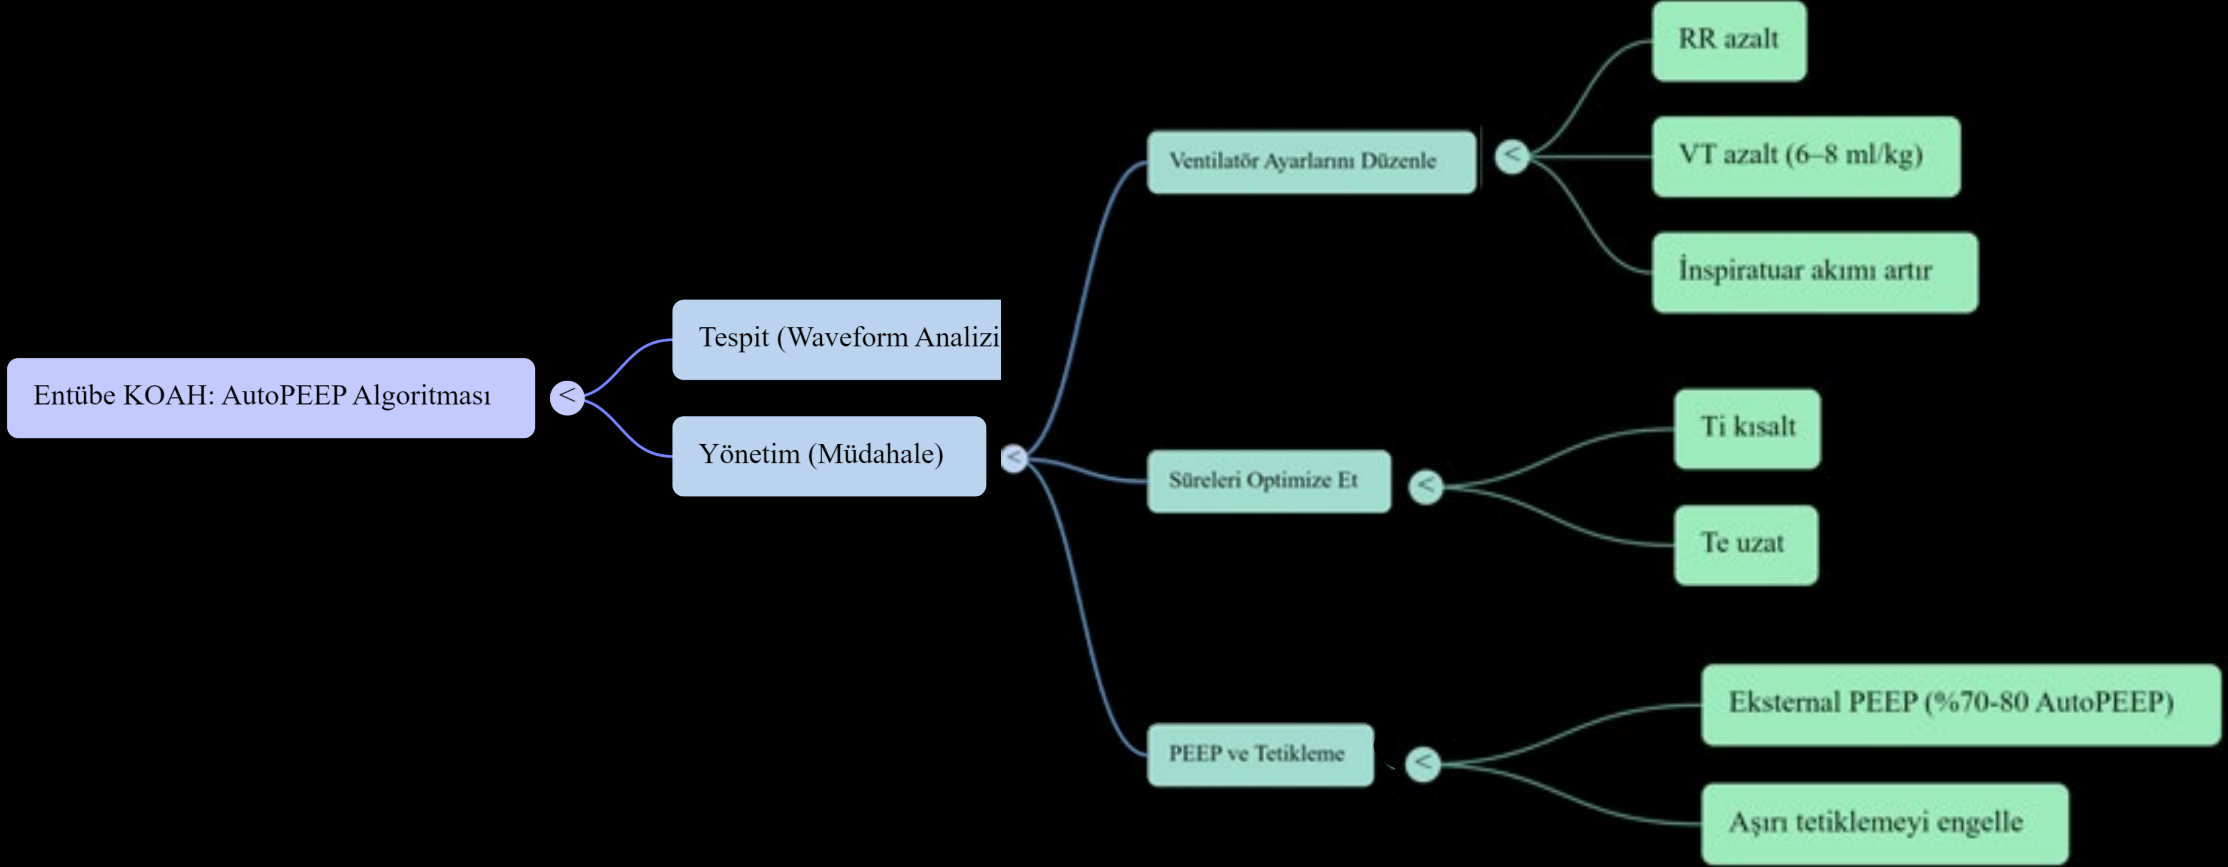 Entübe KOAH: AutoPEEP Algoritması
<
Tespit (Waveform Analizi
Yönetim (Müdahale)
<
Ventilatör Ayarlarını Düzenle
<
RR azalt
VT azalt (6–8 ml/kg)
İnspiratuar akımı artır
Süreleri Optimize Et
<
Ti kısalt
Te uzat
PEEP ve Tetikleme
<
Eksternal PEEP (%70-80 AutoPEEP)
Aşırı tetiklemeyi engelle